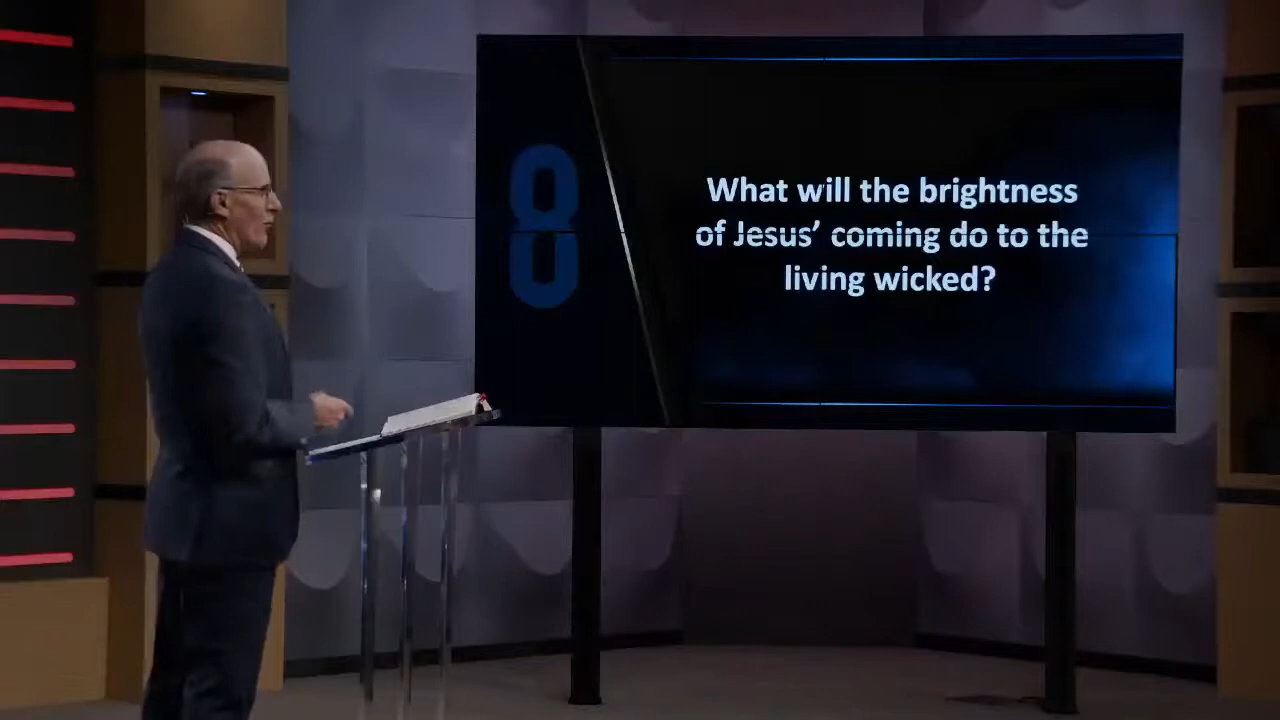 8
What will the brightness
of Jesus’ coming do to the
living wicked?